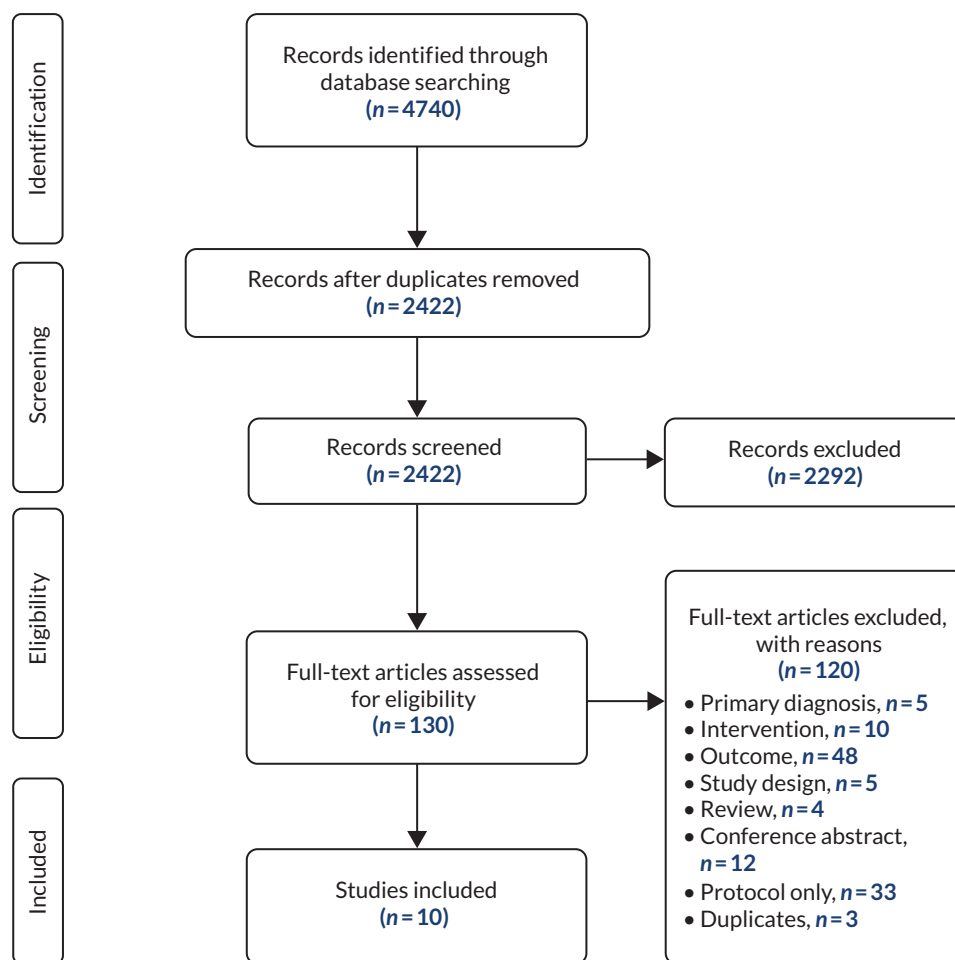 Identification
Records identified through
database searching
(n=4740)
Records after duplicates removed
(n=2422)
Screening
Records screened
(n=2422)
Records excluded
(n=2292)
Eligibility
Full-text articles assessed
for eligibility
(n=130)
Full-text articles excluded,
with reasons
(n=120)
• Primary diagnosis, n=5
• Intervention, n=10
• Outcome, n=48
• Study design, n=5
• Review, n=4
• Conference abstract,
n=12
• Protocol only, n=33
• Duplicates, n=3
Included
Studies included
(n=10)